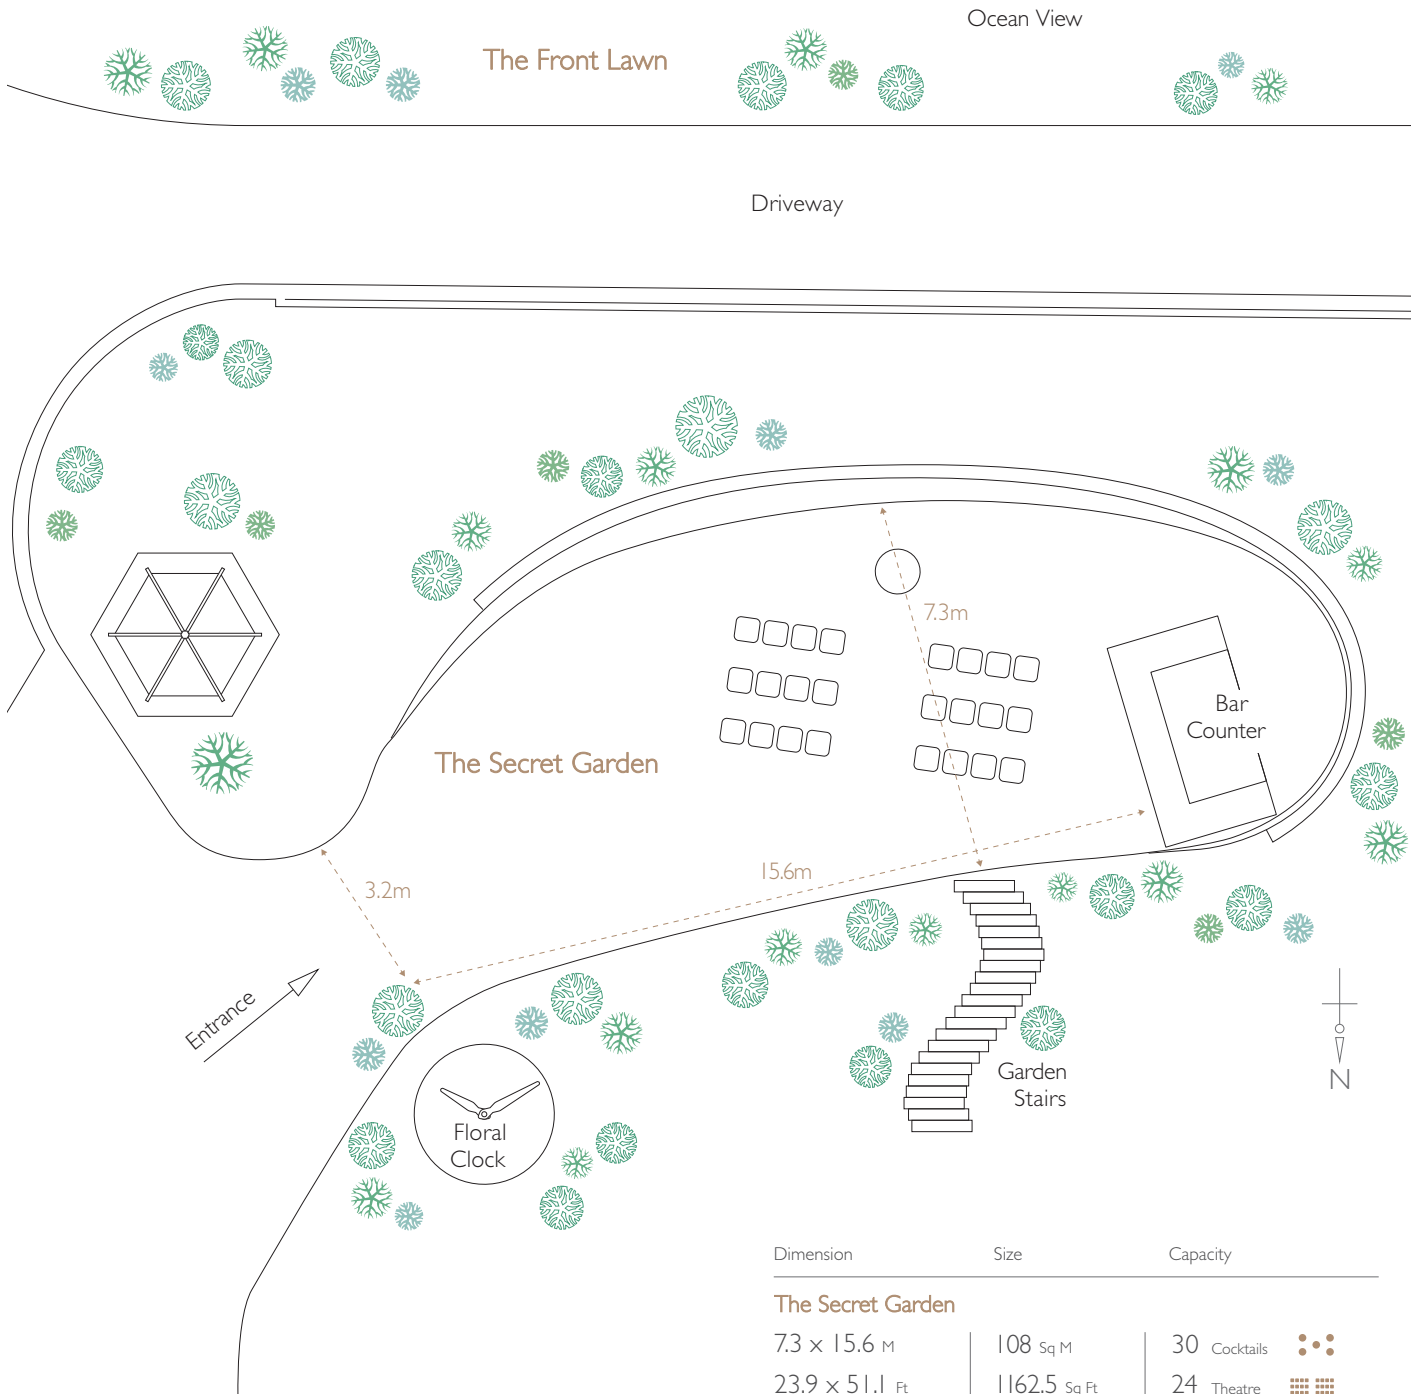 Ocean View
The Front Lawn
Driveway
7.3m
Bar
Counter
The Secret Garden
15.6m
3.2m
Entrance
Garden
Stairs
N
Floral
Clock
Dimension Size Capacity
The Secret Garden
7.3 x 15.6 M 108 Sq M 30 Cocktails
23.9 x 51.1 Ft 1162.5 Sq Ft 24 Theatre